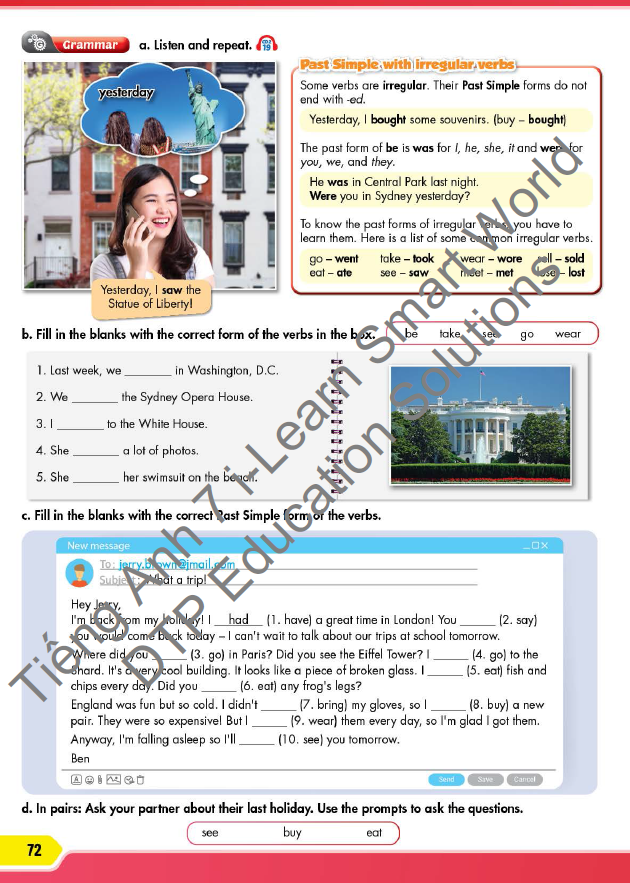 Grammar a. Listen and repeat. CD2 19
yesterday
Yesterday, I saw the
Statue of Liberty!
Past Simple with irregular verbs
Some verbs are irregular. Their Past Simple forms do not
end with -ed.
Yesterday, I bought some souvenirs. (buy – bought)
The past form of be is was for I, he, she, it and were for
you, we, and they.
He was in Central Park last night.
Were you in Sydney yesterday?
To know the past forms of irregular verbs, you have to
learn them. Here is a list of some common irregular verbs.
go – went take – took wear – wore sell – sold
eat – ate see – saw meet – met lose – lost
b. Fill in the blanks with the correct form of the verbs in the box.
be take see go wear
1. Last week, we ________ in Washington, D.C.
2. We ________ the Sydney Opera House.
3. I ________ to the White House.
4. She ________ a lot of photos.
5. She ________ her swimsuit on the beach.
c. Fill in the blanks with the correct Past Simple form of the verbs.
New message
To: jerry.brown@jmail.com
Subject: What a trip!
Hey Jerry,
I'm back from my holiday! I had (1. have) a great time in London! You ______ (2. say)
you would come back today – I can't wait to talk about our trips at school tomorrow.
Where did you ______ (3. go) in Paris? Did you see the Eiffel Tower? I ______ (4. go) to the
Shard. It's a very cool building. It looks like a piece of broken glass. I ______ (5. eat) fish and
chips every day. Did you ______ (6. eat) any frog's legs?
England was fun but so cold. I didn't ______ (7. bring) my gloves, so I ______ (8. buy) a new
pair. They were so expensive! But I ______ (9. wear) them every day, so I'm glad I got them.
Anyway, I'm falling asleep so I'll ______ (10. see) you tomorrow.
Ben
Send Save Cancel
d. In pairs: Ask your partner about their last holiday. Use the prompts to ask the questions.
see buy eat
72
Tiếng Anh 7 i-Learn Smart World
DTP Education Solutions